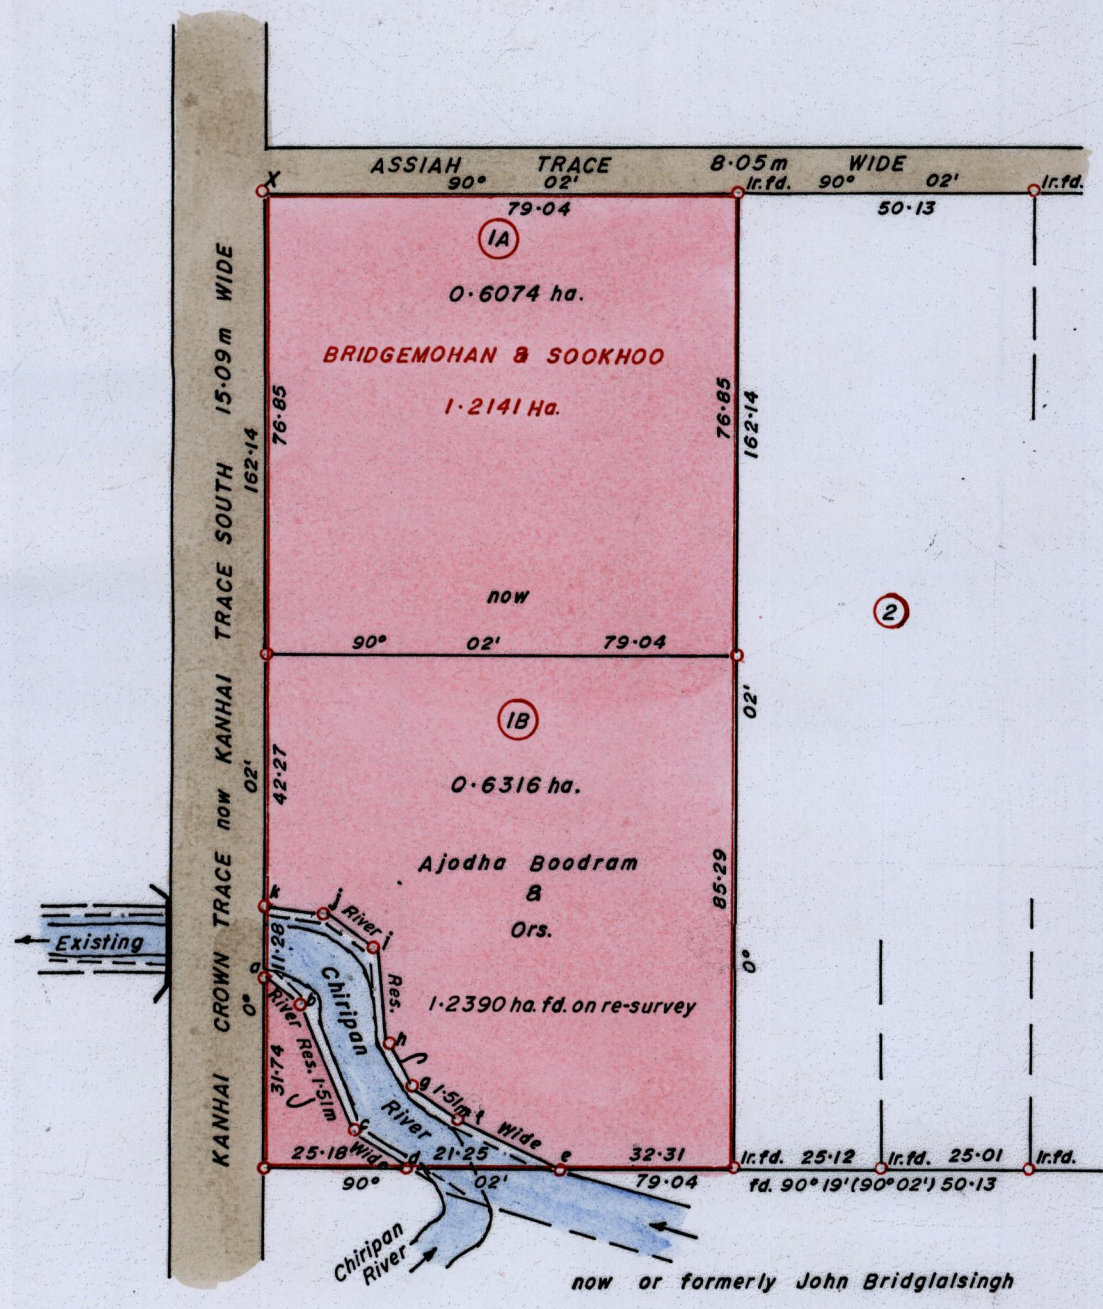 ASSIAH TRACE 8·05m WIDE
X 90° 02' Ir.fd. 90° 02' Ir.fd.
79·04 50·13
1A
0·6074 ha.
BRIDGEMOHAN & SOOKHOO
1·2141 Ha.
76·85
162·14
76·85
162·14
KANHAI CROWN TRACE now KANHAI TRACE SOUTH 15·09m WIDE
now
90° 02' 79·04
2
1B
02'
0·6316 ha.
02'
42·27
Ajodha Boodram
&
Ors.
85·29
0°
k
j
River
i
Res.
Existing
11·28
a
0°
b
Chiripan
1·2390 ha. fd. on re-survey
River Res. 1·51m
Wide
31·74
h
g
1·51m
f
Wide
River
c
25·18 d 21·25 e 32·31 Ir.fd. 25·12 Ir.fd. 25·01 Ir.fd.
90° 02' 79·04 fd. 90° 19' (90° 02') 50·13
Chiripan
River
now or formerly John Bridglalsingh